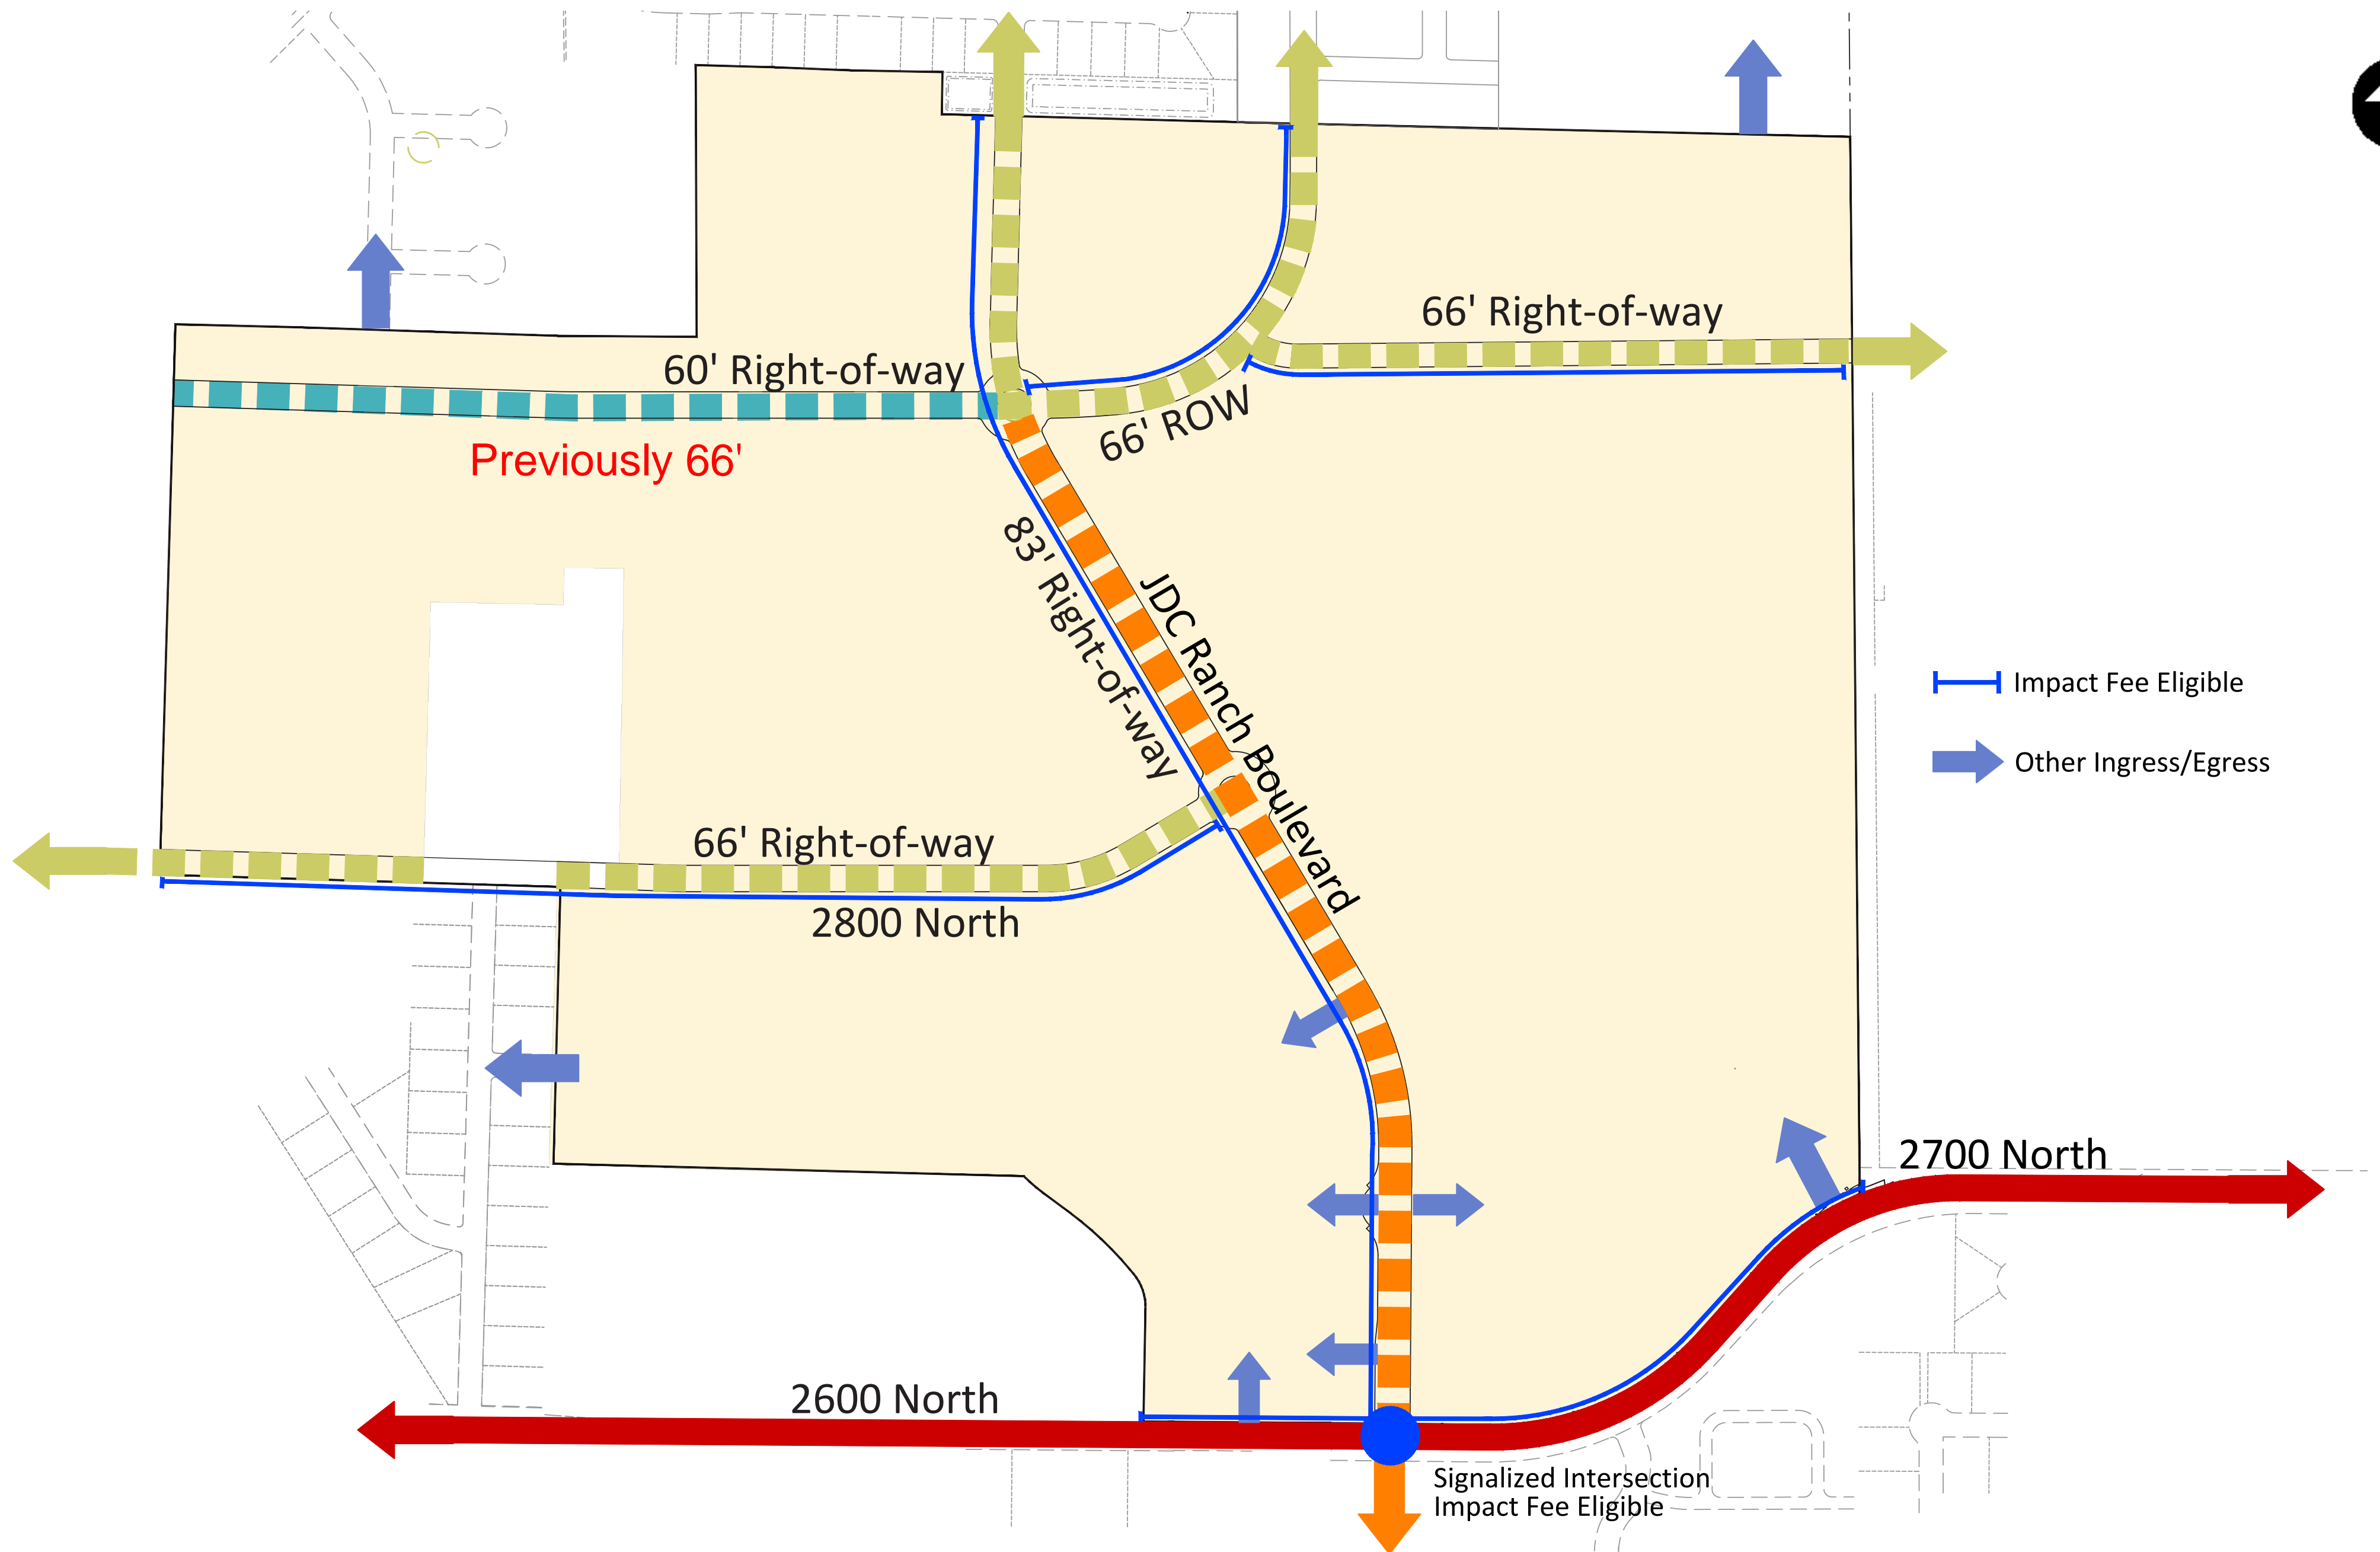 66' Right-of-way
60' Right-of-way
66' ROW
Previously 66'
83' Right-of-way
JDC Ranch Boulevard
Impact Fee Eligible
Other Ingress/Egress
66' Right-of-way
2800 North
2700 North
2600 North
Signalized Intersection
Impact Fee Eligible